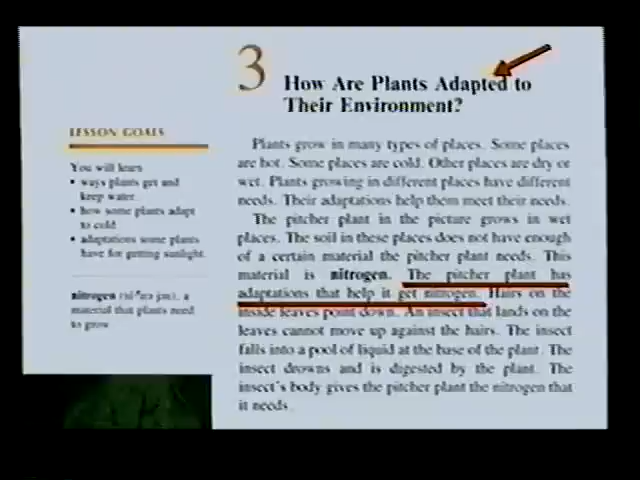 3
How Are Plants Adapted to
Their Environment?
LESSON GOALS
You will learn
• ways plants get and
keep water.
• how some plants adapt
to cold
• adaptations some plants
have for getting sunlight.
nitrogen
material that plants need
to grow
Plants grow in many types of places. Some places
are hot. Some places are cold. Other places are dry or
wet. Plants growing in different places have different
needs. Their adaptations help them meet their needs.
The pitcher plant in the picture grows in wet
places. The soil in these places does not have enough
of a certain material the pitcher plant needs. This
material is nitrogen. The pitcher plant has
adaptations that help it get nitrogen. Hairs on the
inside leaves point down. An insect that lands on the
leaves cannot move up against the hairs. The insect
falls into a pool of liquid at the base of the plant. The
insect drowns and is digested by the plant. The
insect's body gives the pitcher plant the nitrogen that
it needs.